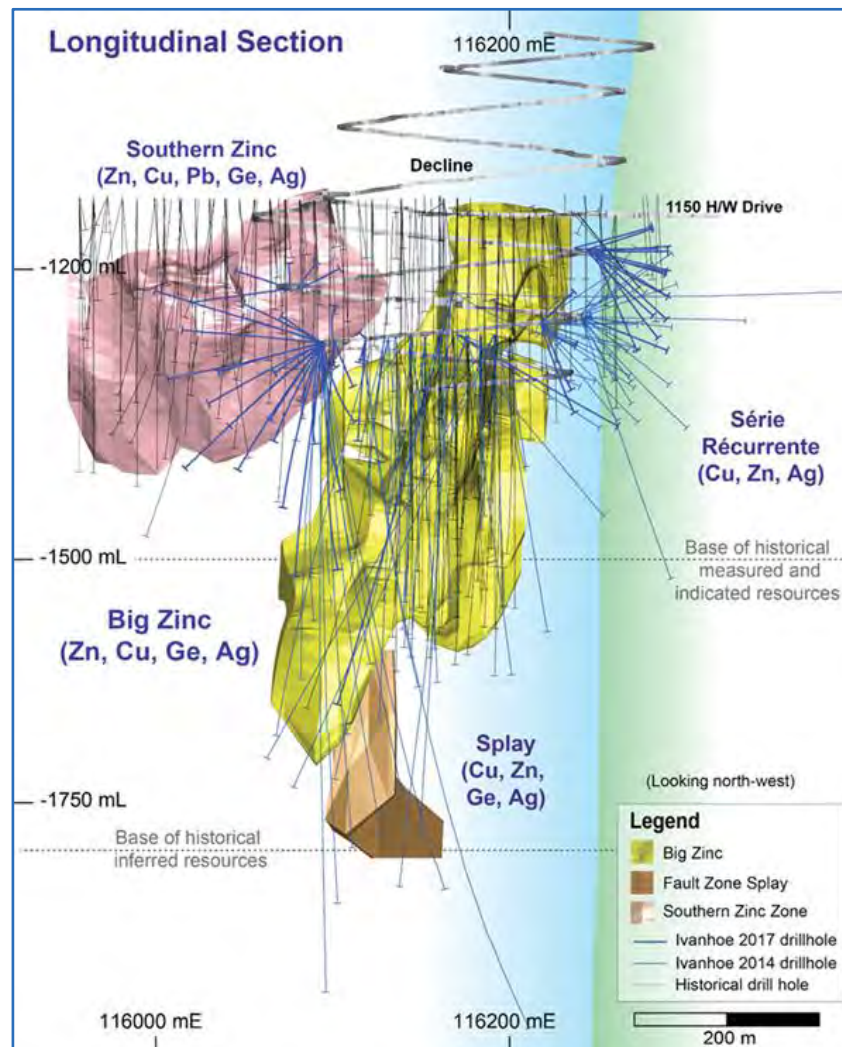 Longitudinal Section
116200 mE
Southern Zinc
(Zn, Cu, Pb, Ge, Ag)
Decline
1150 H/W Drive
-1200 mL
Série
Récurrente
(Cu, Zn, Ag)
-1500 mL
Base of historical
measured and
indicated resources
Big Zinc
(Zn, Cu, Ge, Ag)
Splay
(Cu, Zn,
Ge, Ag)
-1750 mL
(Looking north-west)
Base of historical
inferred resources
Legend
Big Zinc
Fault Zone Splay
Southern Zinc Zone
Ivanhoe 2017 drillhole
Ivanhoe 2014 drillhole
Historical drill hole
116000 mE
116200 mE
200 m